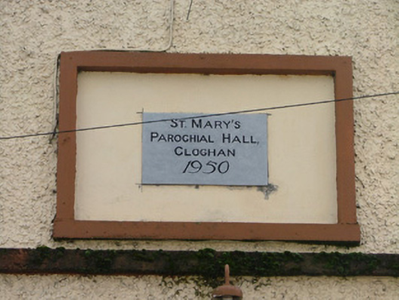 ST. MARY'S
PAROCHIAL HALL,
CLOGHAN
1950